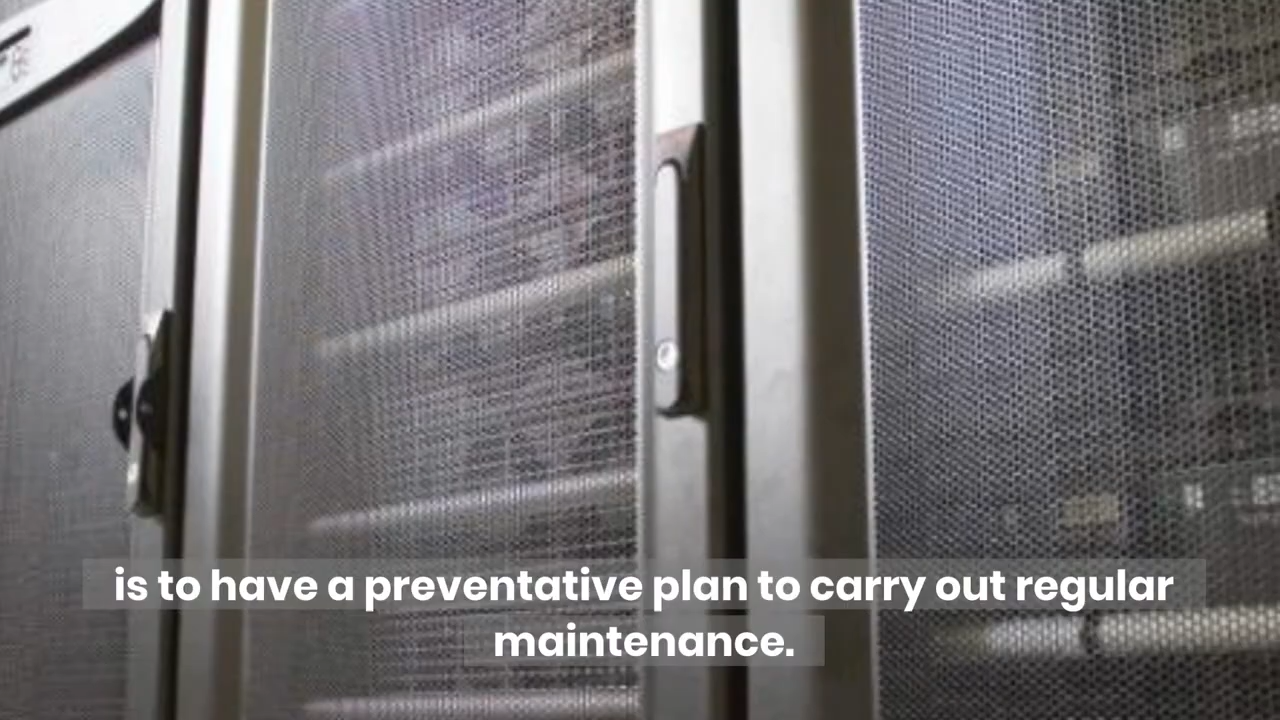 is to have a preventative plan to carry out regular
maintenance.